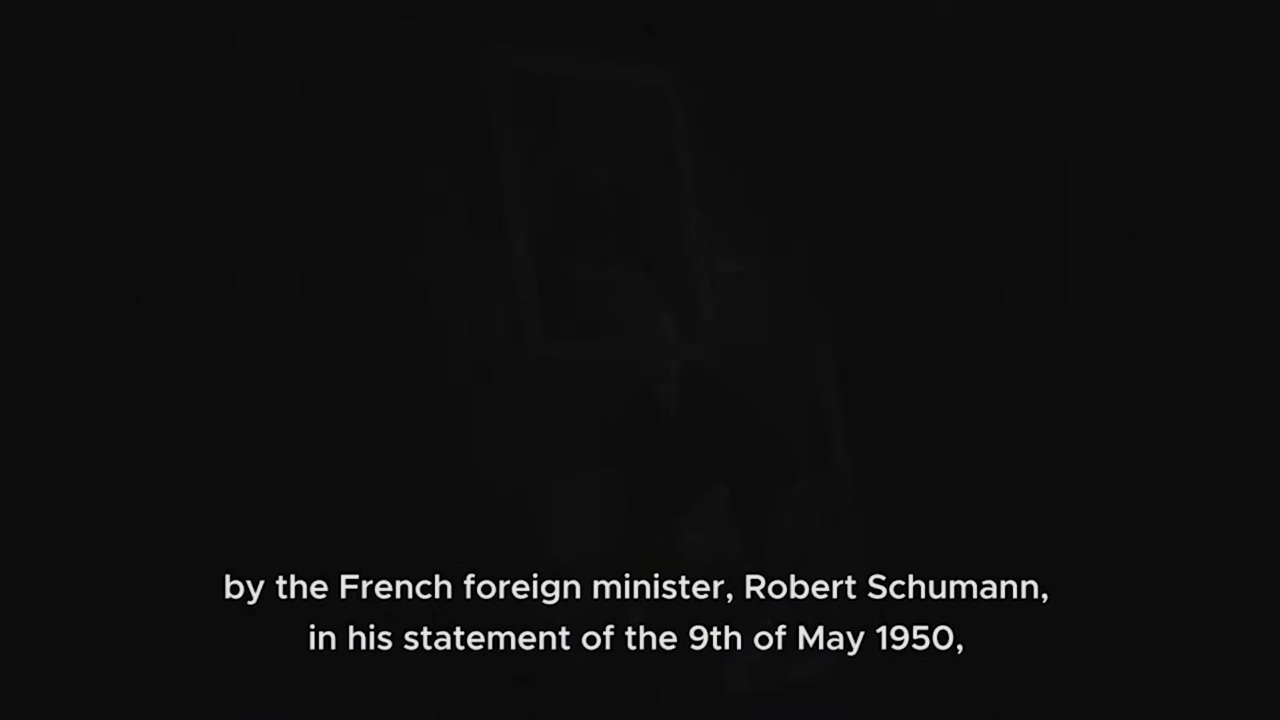 by the French foreign minister, Robert Schumann,
in his statement of the 9th of May 1950,